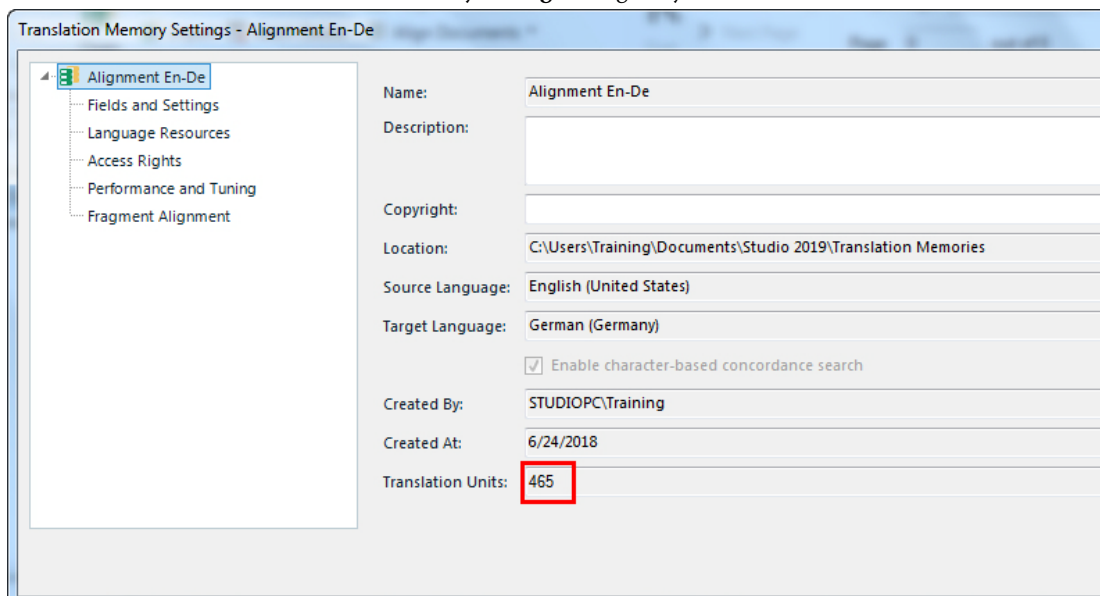 Translation Memory Settings - Alignment En-De
Alignment En-De
Fields and Settings
Language Resources
Access Rights
Performance and Tuning
Fragment Alignment
Name: Alignment En-De
Description:
Copyright:
Location: C:\Users\Training\Documents\Studio 2019\Translation Memories
Source Language: English (United States)
Target Language: German (Germany)
Enable character-based concordance search
Created By: STUDIOPC\Training
Created At: 6/24/2018
Translation Units: 465